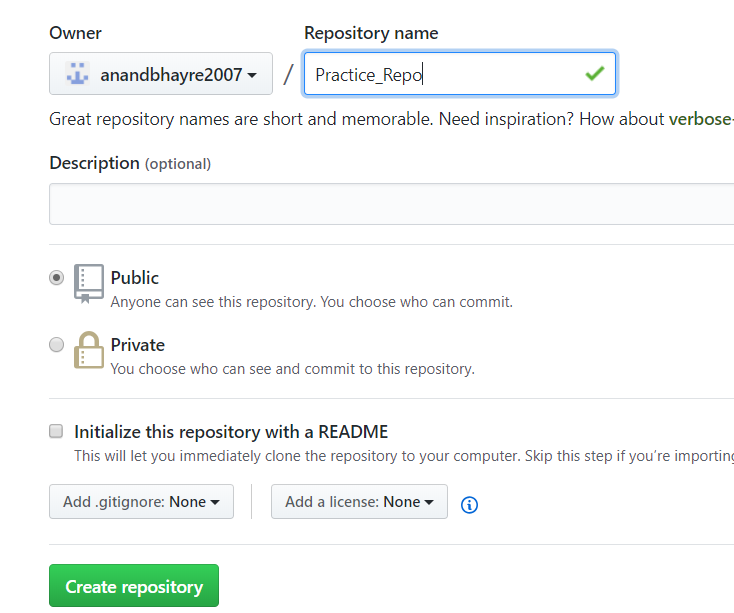 Owner
Repository name
anandbhayre2007
/
Practice_Repo
Great repository names are short and memorable. Need inspiration? How about verbose-
Description (optional)
Public
Anyone can see this repository. You choose who can commit.
Private
You choose who can see and commit to this repository.
Initialize this repository with a README
This will let you immediately clone the repository to your computer. Skip this step if you’re importing
Add .gitignore: None
Add a license: None
Create repository